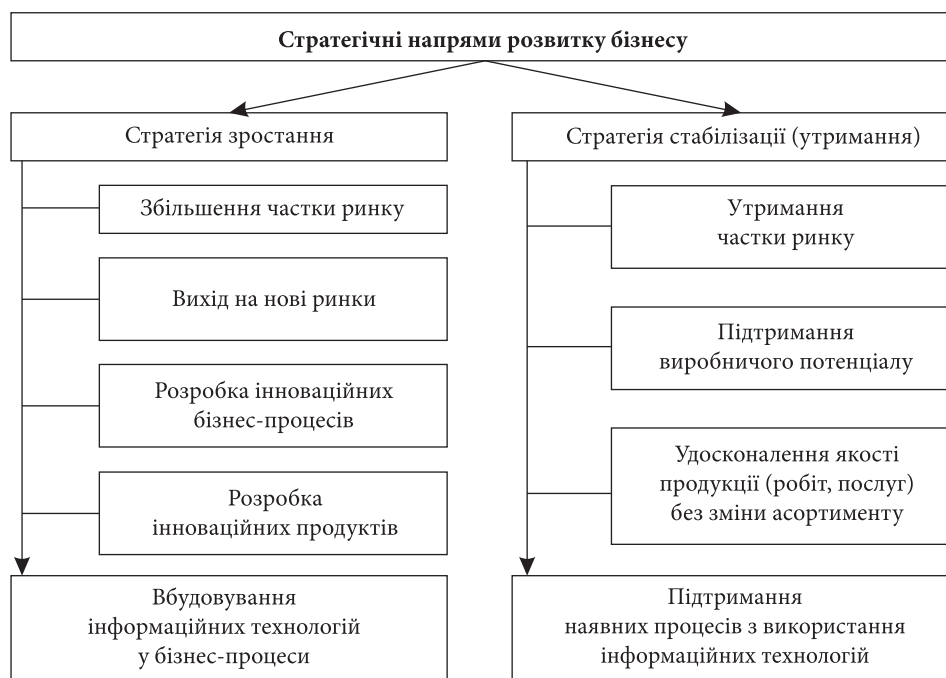 Стратегічні напрями розвитку бізнесу
Стратегія зростання
Збільшення частки ринку
Вихід на нові ринки
Розробка інноваційних
бізнес-процесів
Розробка
інноваційних продуктів
Вбудовування
інформаційних технологій
у бізнес-процеси
Стратегія стабілізації (утримання)
Утримання
частки ринку
Підтримання
виробничого потенціалу
Удосконалення якості
продукції (робіт, послуг)
без зміни асортименту
Підтримання
наявних процесів з використання
інформаційних технологій